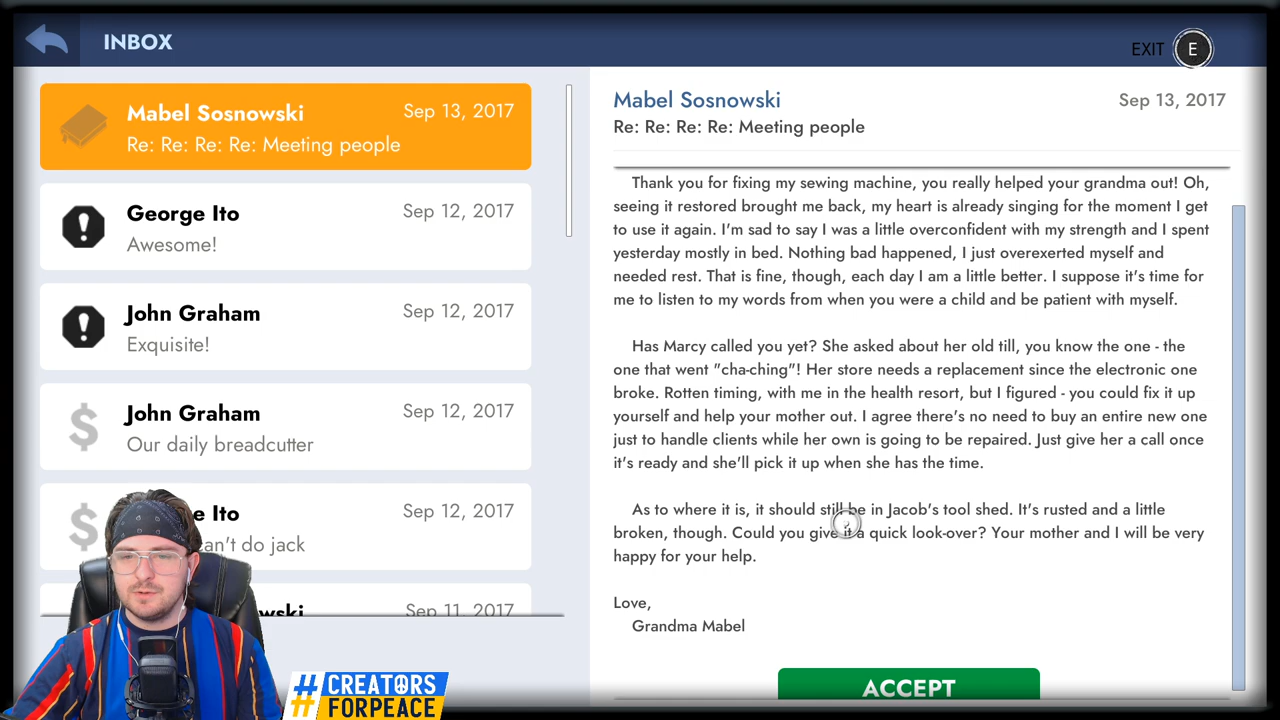 INBOX
EXIT E
Mabel Sosnowski
Sep 13, 2017
Re: Re: Re: Re: Meeting people
George Ito
Sep 12, 2017
Awesome!
John Graham
Sep 12, 2017
Exquisite!
John Graham
Sep 12, 2017
Our daily breadcutter
Ito
Sep 12, 2017
can't do jack
Sep 11, 2017
Mabel Sosnowski
Sep 13, 2017
Re: Re: Re: Re: Meeting people
Thank you for fixing my sewing machine, you really helped your grandma out! Oh,
seeing it restored brought me back, my heart is already singing for the moment I get
to use it again. I'm sad to say I was a little overconfident with my strength and I spent
yesterday mostly in bed. Nothing bad happened, I just overexerted myself and
needed rest. That is fine, though, each day I am a little better. I suppose it's time for
me to listen to my words from when you were a child and be patient with myself.
Has Marcy called you yet? She asked about her old till, you know the one - the
one that went "cha-ching"! Her store needs a replacement since the electronic one
broke. Rotten timing, with me in the health resort, but I figured - you could fix it up
yourself and help your mother out. I agree there's no need to buy an entire new one
just to handle clients while her own is going to be repaired. Just give her a call once
it's ready and she'll pick it up when she has the time.
As to where it is, it should still be in Jacob's tool shed. It's rusted and a little
broken, though. Could you give it a quick look-over? Your mother and I will be very
happy for your help.
Love,
Grandma Mabel
ACCEPT
#CREATORS
FORPEACE